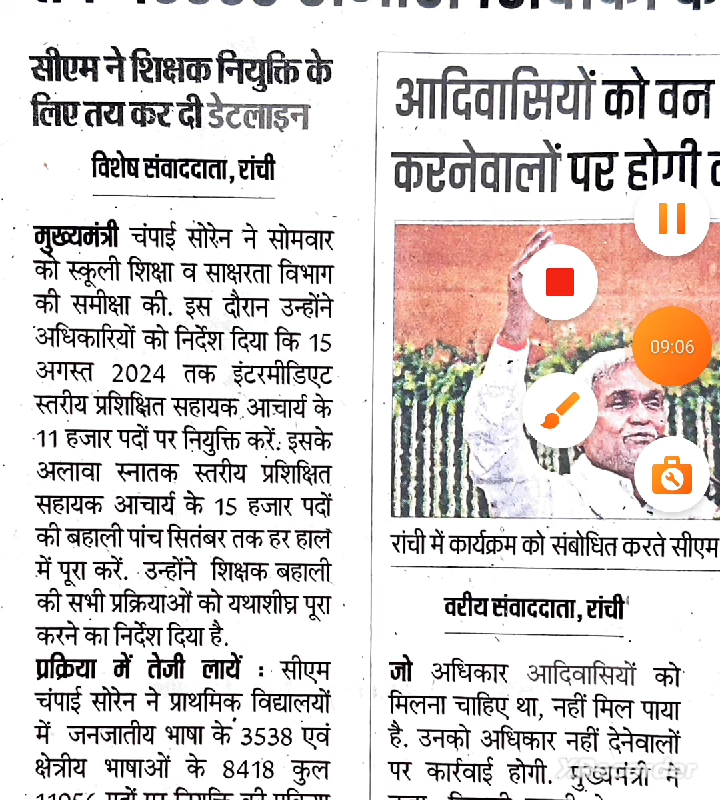 सीएम ने शिक्षक नियुक्ति के
लिए तय कर दी डेटलाइन
विशेष संवाददाता, रांची
मुख्यमंत्री चंपाई सोरेन ने सोमवार
को स्कूली शिक्षा व साक्षरता विभाग
की समीक्षा की. इस दौरान उन्होंने
अधिकारियों को निर्देश दिया कि 15
अगस्त 2024 तक इंटरमीडिएट
स्तरीय प्रशिक्षित सहायक आचार्य के
11 हजार पदों पर नियुक्ति करें. इसके
अलावा स्नातक स्तरीय प्रशिक्षित
सहायक आचार्य के 15 हजार पदों
की बहाली पांच सितंबर तक हर हाल
में पूरा करें. उन्होंने शिक्षक बहाली
की सभी प्रक्रियाओं को यथाशीघ्र पूरा
करने का निर्देश दिया है.
प्रक्रिया में तेजी लायें : सीएम
चंपाई सोरेन ने प्राथमिक विद्यालयों
में जनजातीय भाषा के 3538 एवं
क्षेत्रीय भाषाओं के 8418 कुल
आदिवासियों को वन
करनेवालों पर होगी
09:06
रांची में कार्यक्रम को संबोधित करते सीएम
वरीय संवाददाता, रांची
जो अधिकार आदिवासियों को
मिलना चाहिए था, नहीं मिल पाया
है. उनको अधिकार नहीं देनेवालों
पर कार्रवाई होगी. मुख्यमंत्री ने
XRecorder